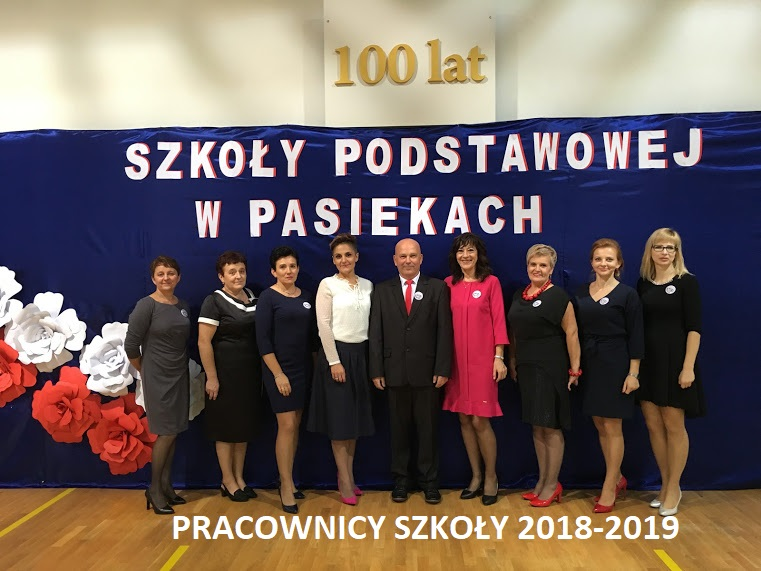 100 lat
SZKOŁY PODSTAWOWEJ
W PASIEKACH
PRACOWNICY SZKOŁY 2018-2019